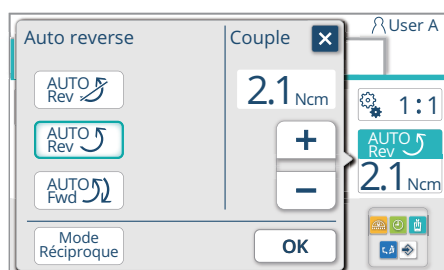 User A
Auto reverse
Couple
AUTO
Rev
2.1 Ncm
1:1
AUTO
Rev
+
AUTO
Rev
2.1 Ncm
AUTO
Fwd
−
Mode
Réciproque
OK